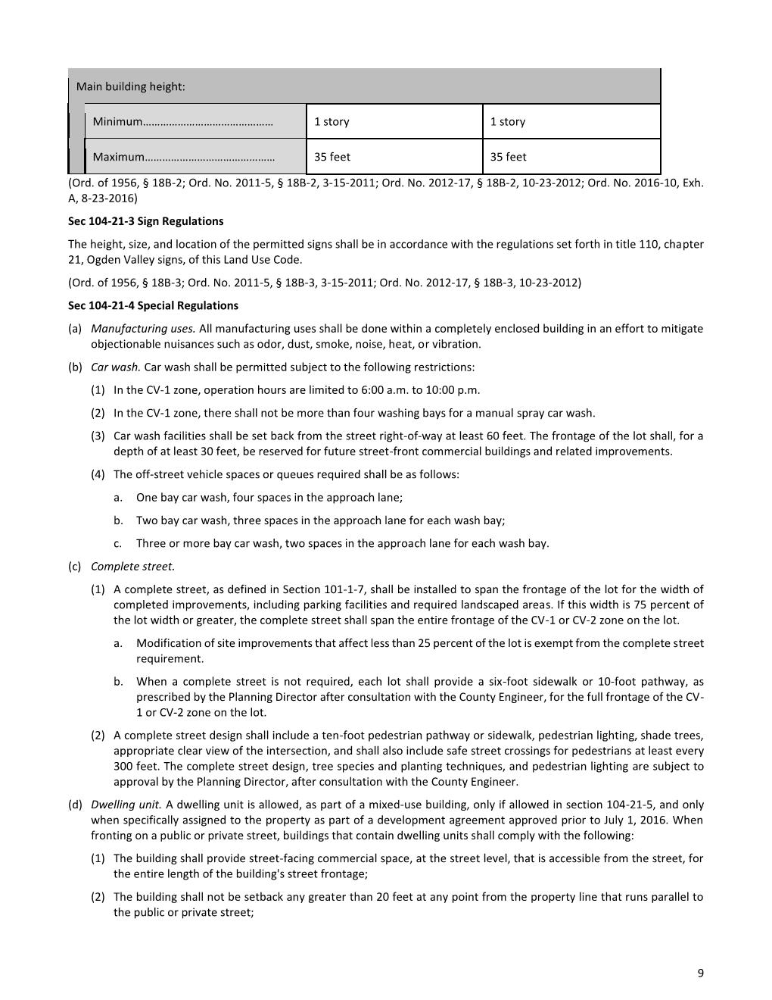 Main building height:
Minimum………………………………………. 1 story 1 story
Maximum……………………………………… 35 feet 35 feet
(Ord. of 1956, § 18B-2; Ord. No. 2011-5, § 18B-2, 3-15-2011; Ord. No. 2012-17, § 18B-2, 10-23-2012; Ord. No. 2016-10, Exh.
A, 8-23-2016)
Sec 104-21-3 Sign Regulations
The height, size, and location of the permitted signs shall be in accordance with the regulations set forth in title 110, chapter
21, Ogden Valley signs, of this Land Use Code.
(Ord. of 1956, § 18B-3; Ord. No. 2011-5, § 18B-3, 3-15-2011; Ord. No. 2012-17, § 18B-3, 10-23-2012)
Sec 104-21-4 Special Regulations
(a) Manufacturing uses. All manufacturing uses shall be done within a completely enclosed building in an effort to mitigate
objectionable nuisances such as odor, dust, smoke, noise, heat, or vibration.
(b) Car wash. Car wash shall be permitted subject to the following restrictions:
(1) In the CV-1 zone, operation hours are limited to 6:00 a.m. to 10:00 p.m.
(2) In the CV-1 zone, there shall not be more than four washing bays for a manual spray car wash.
(3) Car wash facilities shall be set back from the street right-of-way at least 60 feet. The frontage of the lot shall, for a
depth of at least 30 feet, be reserved for future street-front commercial buildings and related improvements.
(4) The off-street vehicle spaces or queues required shall be as follows:
a. One bay car wash, four spaces in the approach lane;
b. Two bay car wash, three spaces in the approach lane for each wash bay;
c. Three or more bay car wash, two spaces in the approach lane for each wash bay.
(c) Complete street.
(1) A complete street, as defined in Section 101-1-7, shall be installed to span the frontage of the lot for the width of
completed improvements, including parking facilities and required landscaped areas. If this width is 75 percent of
the lot width or greater, the complete street shall span the entire frontage of the CV-1 or CV-2 zone on the lot.
a. Modification of site improvements that affect less than 25 percent of the lot is exempt from the complete street
requirement.
b. When a complete street is not required, each lot shall provide a six-foot sidewalk or 10-foot pathway, as
prescribed by the Planning Director after consultation with the County Engineer, for the full frontage of the CV-
1 or CV-2 zone on the lot.
(2) A complete street design shall include a ten-foot pedestrian pathway or sidewalk, pedestrian lighting, shade trees,
appropriate clear view of the intersection, and shall also include safe street crossings for pedestrians at least every
300 feet. The complete street design, tree species and planting techniques, and pedestrian lighting are subject to
approval by the Planning Director, after consultation with the County Engineer.
(d) Dwelling unit. A dwelling unit is allowed, as part of a mixed-use building, only if allowed in section 104-21-5, and only
when specifically assigned to the property as part of a development agreement approved prior to July 1, 2016. When
fronting on a public or private street, buildings that contain dwelling units shall comply with the following:
(1) The building shall provide street-facing commercial space, at the street level, that is accessible from the street, for
the entire length of the building's street frontage;
(2) The building shall not be setback any greater than 20 feet at any point from the property line that runs parallel to
the public or private street;
9